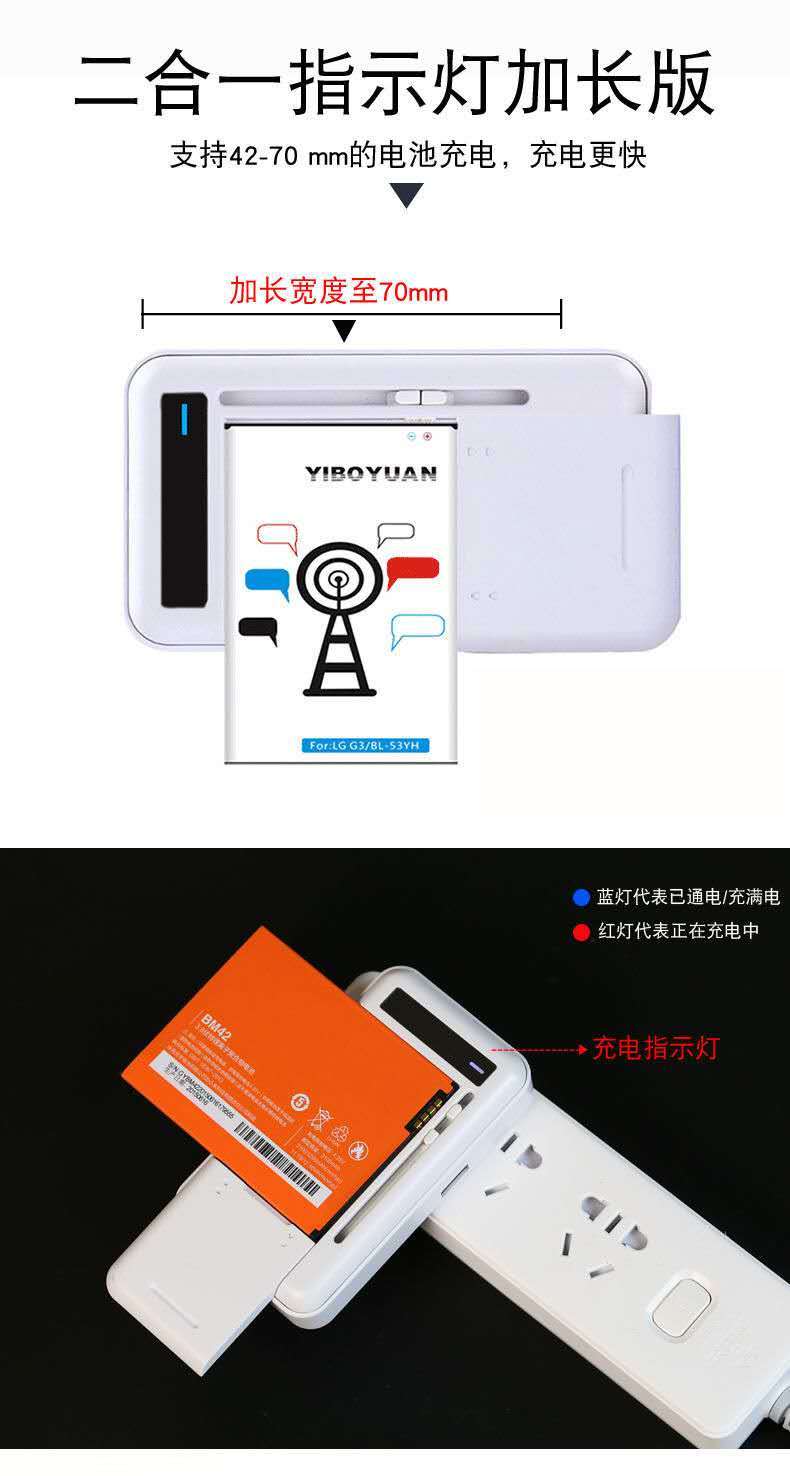 二合一指示灯加长版
支持42-70 mm的电池充电，充电更快
加长宽度至70mm
YIBOYUAN
For:LG G3/BL-53YH
蓝灯代表已通电/充满电
红灯代表正在充电中
充电指示灯
BM42